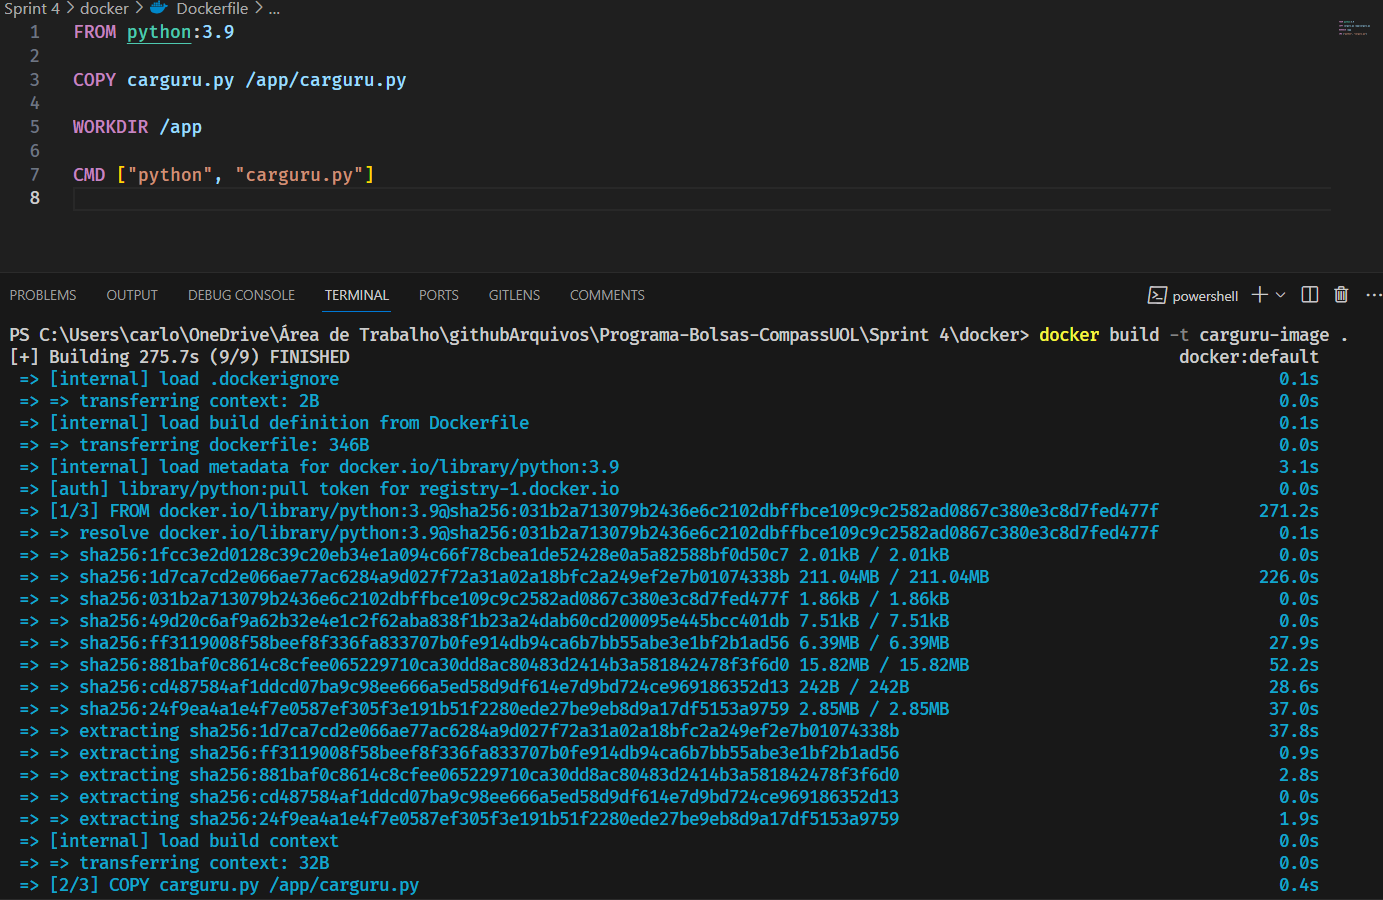 Sprint 4 > docker > Dockerfile > ...
1 FROM python:3.9
2
3 COPY carguru.py /app/carguru.py
4
5 WORKDIR /app
6
7 CMD ["python", "carguru.py"]
8
PROBLEMS OUTPUT DEBUG CONSOLE TERMINAL PORTS GITLENS COMMENTS powershell
PS C:\Users\carlo\OneDrive\Área de Trabalho\githubArquivos\Programa-Bolsas-CompassUOL\Sprint 4\docker> docker build -t carguru-image .
[+] Building 275.7s (9/9) FINISHED docker:default
=> [internal] load .dockerignore 0.1s
=> => transferring context: 2B 0.0s
=> [internal] load build definition from Dockerfile 0.1s
=> => transferring dockerfile: 346B 0.0s
=> [internal] load metadata for docker.io/library/python:3.9 3.1s
=> [auth] library/python:pull token for registry-1.docker.io 0.0s
=> [1/3] FROM docker.io/library/python:3.9@sha256:031b2a713079b2436e6c2102dbffbce109c9c2582ad0867c380e3c8d7fed477f 271.2s
=> => resolve docker.io/library/python:3.9@sha256:031b2a713079b2436e6c2102dbffbce109c9c2582ad0867c380e3c8d7fed477f 0.1s
=> => sha256:1fcc3e2d0128c39c20eb34e1a094c66f78cbea1de52428e0a5a82588bf0d50c7 2.01kB / 2.01kB 0.0s
=> => sha256:1d7ca7cd2e066ae77ac6284a9d027f72a31a02a18bfc2a249ef2e7b01074338b 211.04MB / 211.04MB 226.0s
=> => sha256:031b2a713079b2436e6c2102dbffbce109c9c2582ad0867c380e3c8d7fed477f 1.86kB / 1.86kB 0.0s
=> => sha256:49d20c6af9a62b32e4e1c2f62aba838f1b23a24dab60cd200095e445bcc401db 7.51kB / 7.51kB 0.0s
=> => sha256:ff3119008f58beef8f336fa833707b0fe914db94ca6b7bb55abe3e1bf2b1ad56 6.39MB / 6.39MB 27.9s
=> => sha256:881baf0c8614c8cfee065229710ca30dd8ac80483d2414b3a581842478f3f6d0 15.82MB / 15.82MB 52.2s
=> => sha256:cd487584af1ddcd07ba9c98ee666a5ed58d9df614e7d9bd724ce969186352d13 242B / 242B 28.6s
=> => sha256:24f9ea4a1e4f7e0587ef305f3e191b51f2280ede27be9eb8d9a17df5153a9759 2.85MB / 2.85MB 37.0s
=> => extracting sha256:1d7ca7cd2e066ae77ac6284a9d027f72a31a02a18bfc2a249ef2e7b01074338b 37.8s
=> => extracting sha256:ff3119008f58beef8f336fa833707b0fe914db94ca6b7bb55abe3e1bf2b1ad56 0.9s
=> => extracting sha256:881baf0c8614c8cfee065229710ca30dd8ac80483d2414b3a581842478f3f6d0 2.8s
=> => extracting sha256:cd487584af1ddcd07ba9c98ee666a5ed58d9df614e7d9bd724ce969186352d13 0.0s
=> => extracting sha256:24f9ea4a1e4f7e0587ef305f3e191b51f2280ede27be9eb8d9a17df5153a9759 1.9s
=> [internal] load build context 0.0s
=> => transferring context: 32B 0.0s
=> [2/3] COPY carguru.py /app/carguru.py 0.4s